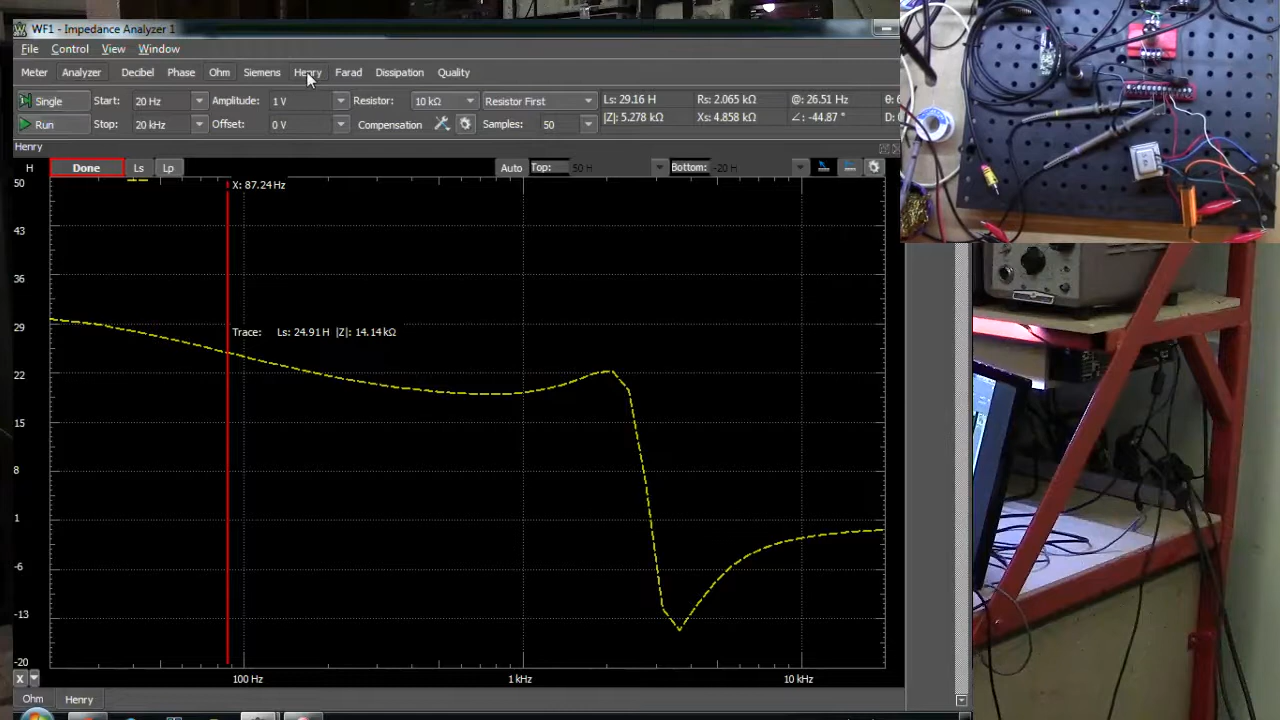 WF1 - Impedance Analyzer 1
File Control View Window
Meter Analyzer Decibel Phase Ohm Siemens Henry Farad Dissipation Quality
Single Start: 20 Hz Amplitude: 1 V Resistor: 10 kΩ Resistor First Ls: 29.16 H Rs: 2.065 kΩ @: 26.51 Hz θ:
Run Stop: 20 kHz Offset: 0 V Compensation Samples: 50 |Z|: 5.278 kΩ Xs: 4.858 kΩ ∠: -44.87 ° D:
Henry
H Done Ls Lp Auto Top: 50 H Bottom: -20 H
50
X: 87.24 Hz
43
36
29
Trace: Ls: 24.91 H |Z|: 14.14 kΩ
22
15
8
1
-6
-13
-20
X 100 Hz 1 kHz 10 kHz
Ohm Henry